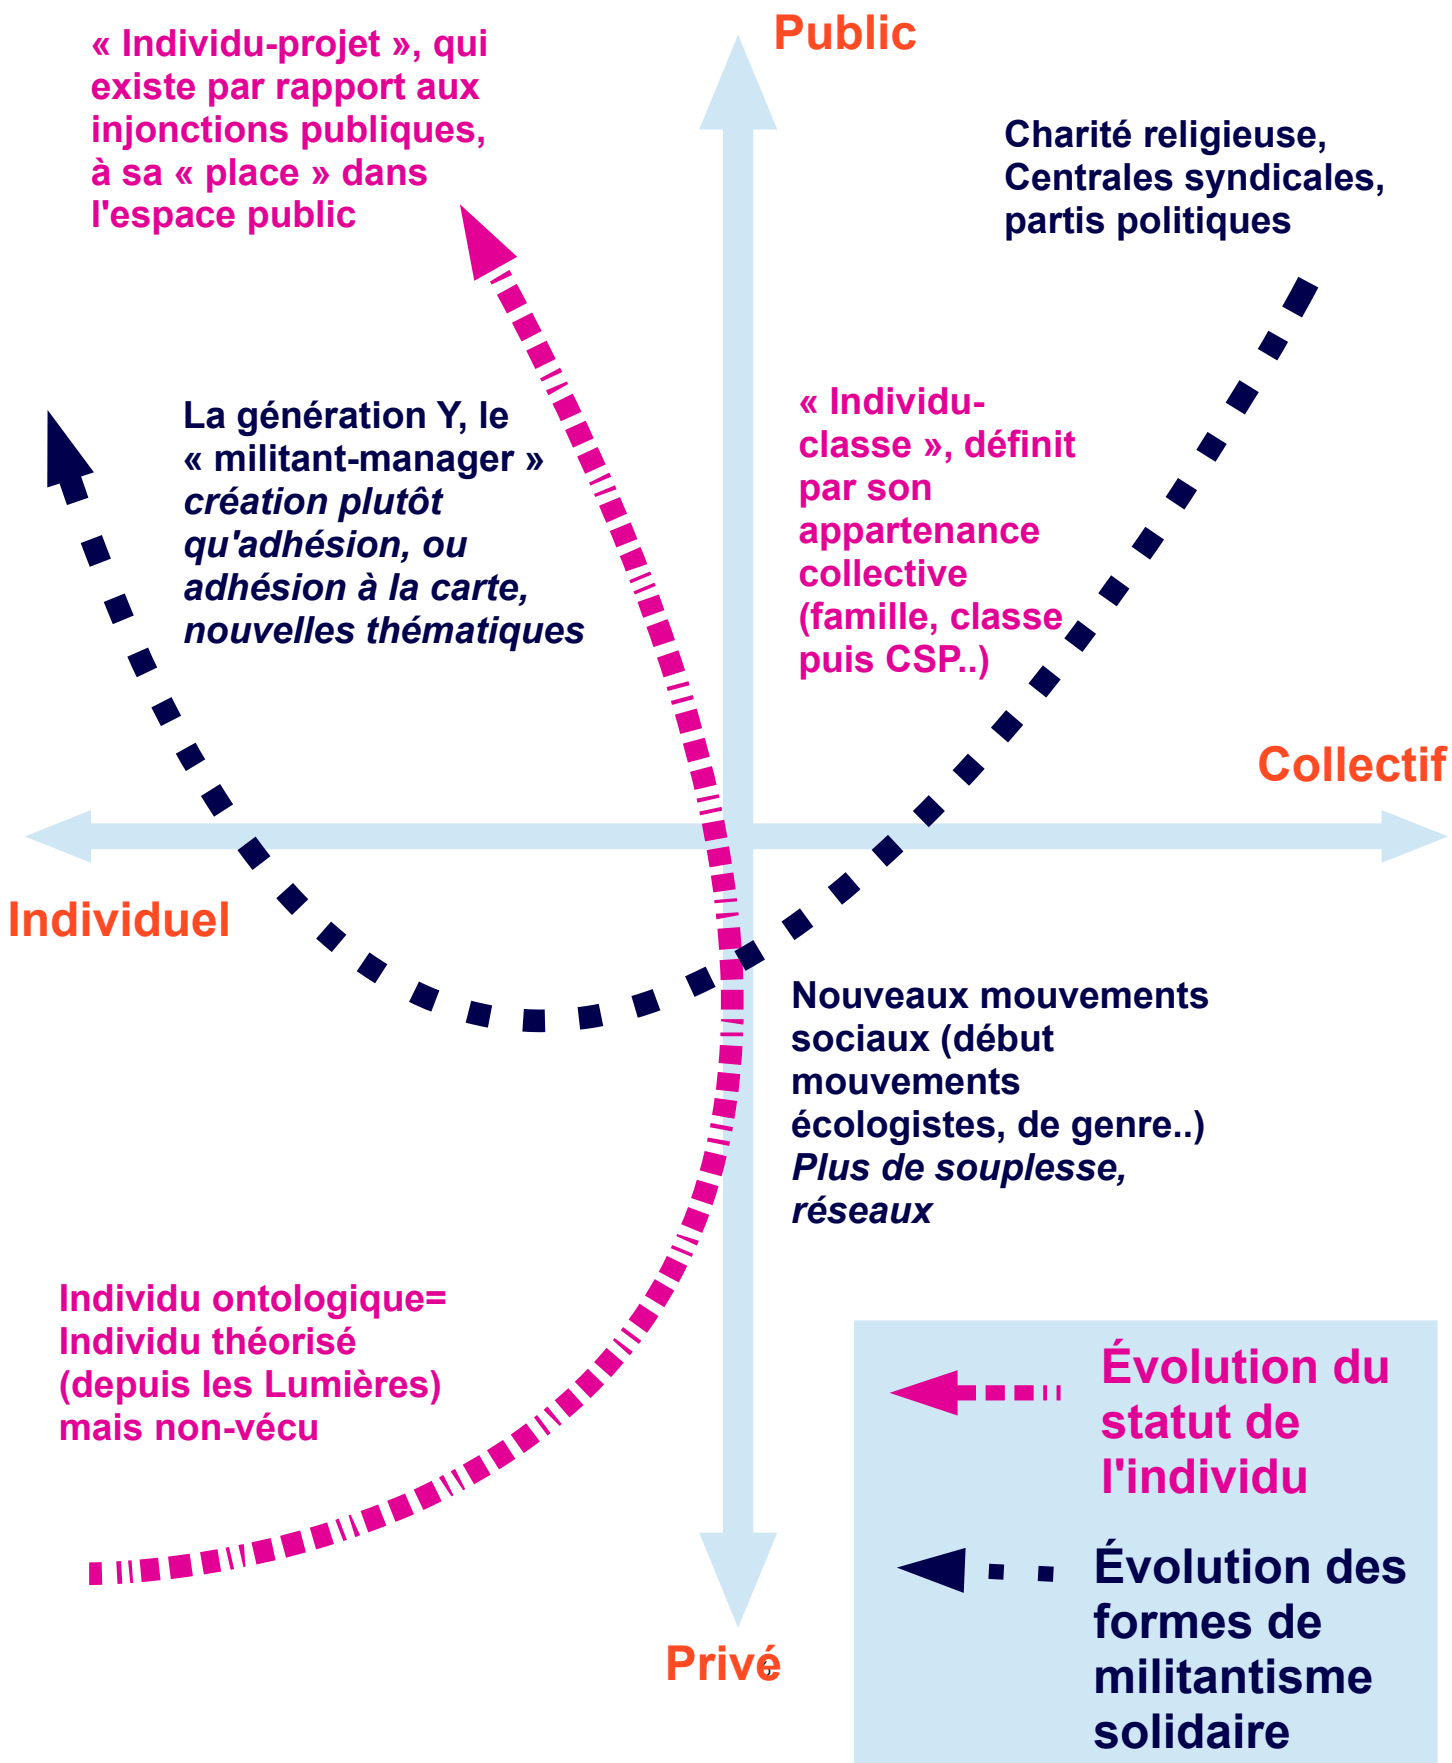 Public
« Individu-projet », qui
existe par rapport aux
injonctions publiques,
à sa « place » dans
l'espace public
Charité religieuse,
Centrales syndicales,
partis politiques
La génération Y, le
« militant-manager »
création plutôt
qu'adhésion, ou
adhésion à la carte,
nouvelles thématiques
« Individu-
classe », définit
par son
appartenance
collective
(famille, classe
puis CSP..)
Collectif
Individuel
Nouveaux mouvements
sociaux (début
mouvements
écologistes, de genre..)
Plus de souplesse,
réseaux
Individu ontologique=
Individu théorisé
(depuis les Lumières)
mais non-vécu
Évolution du
statut de
l'individu
Évolution des
formes de
militantisme
solidaire
Privé